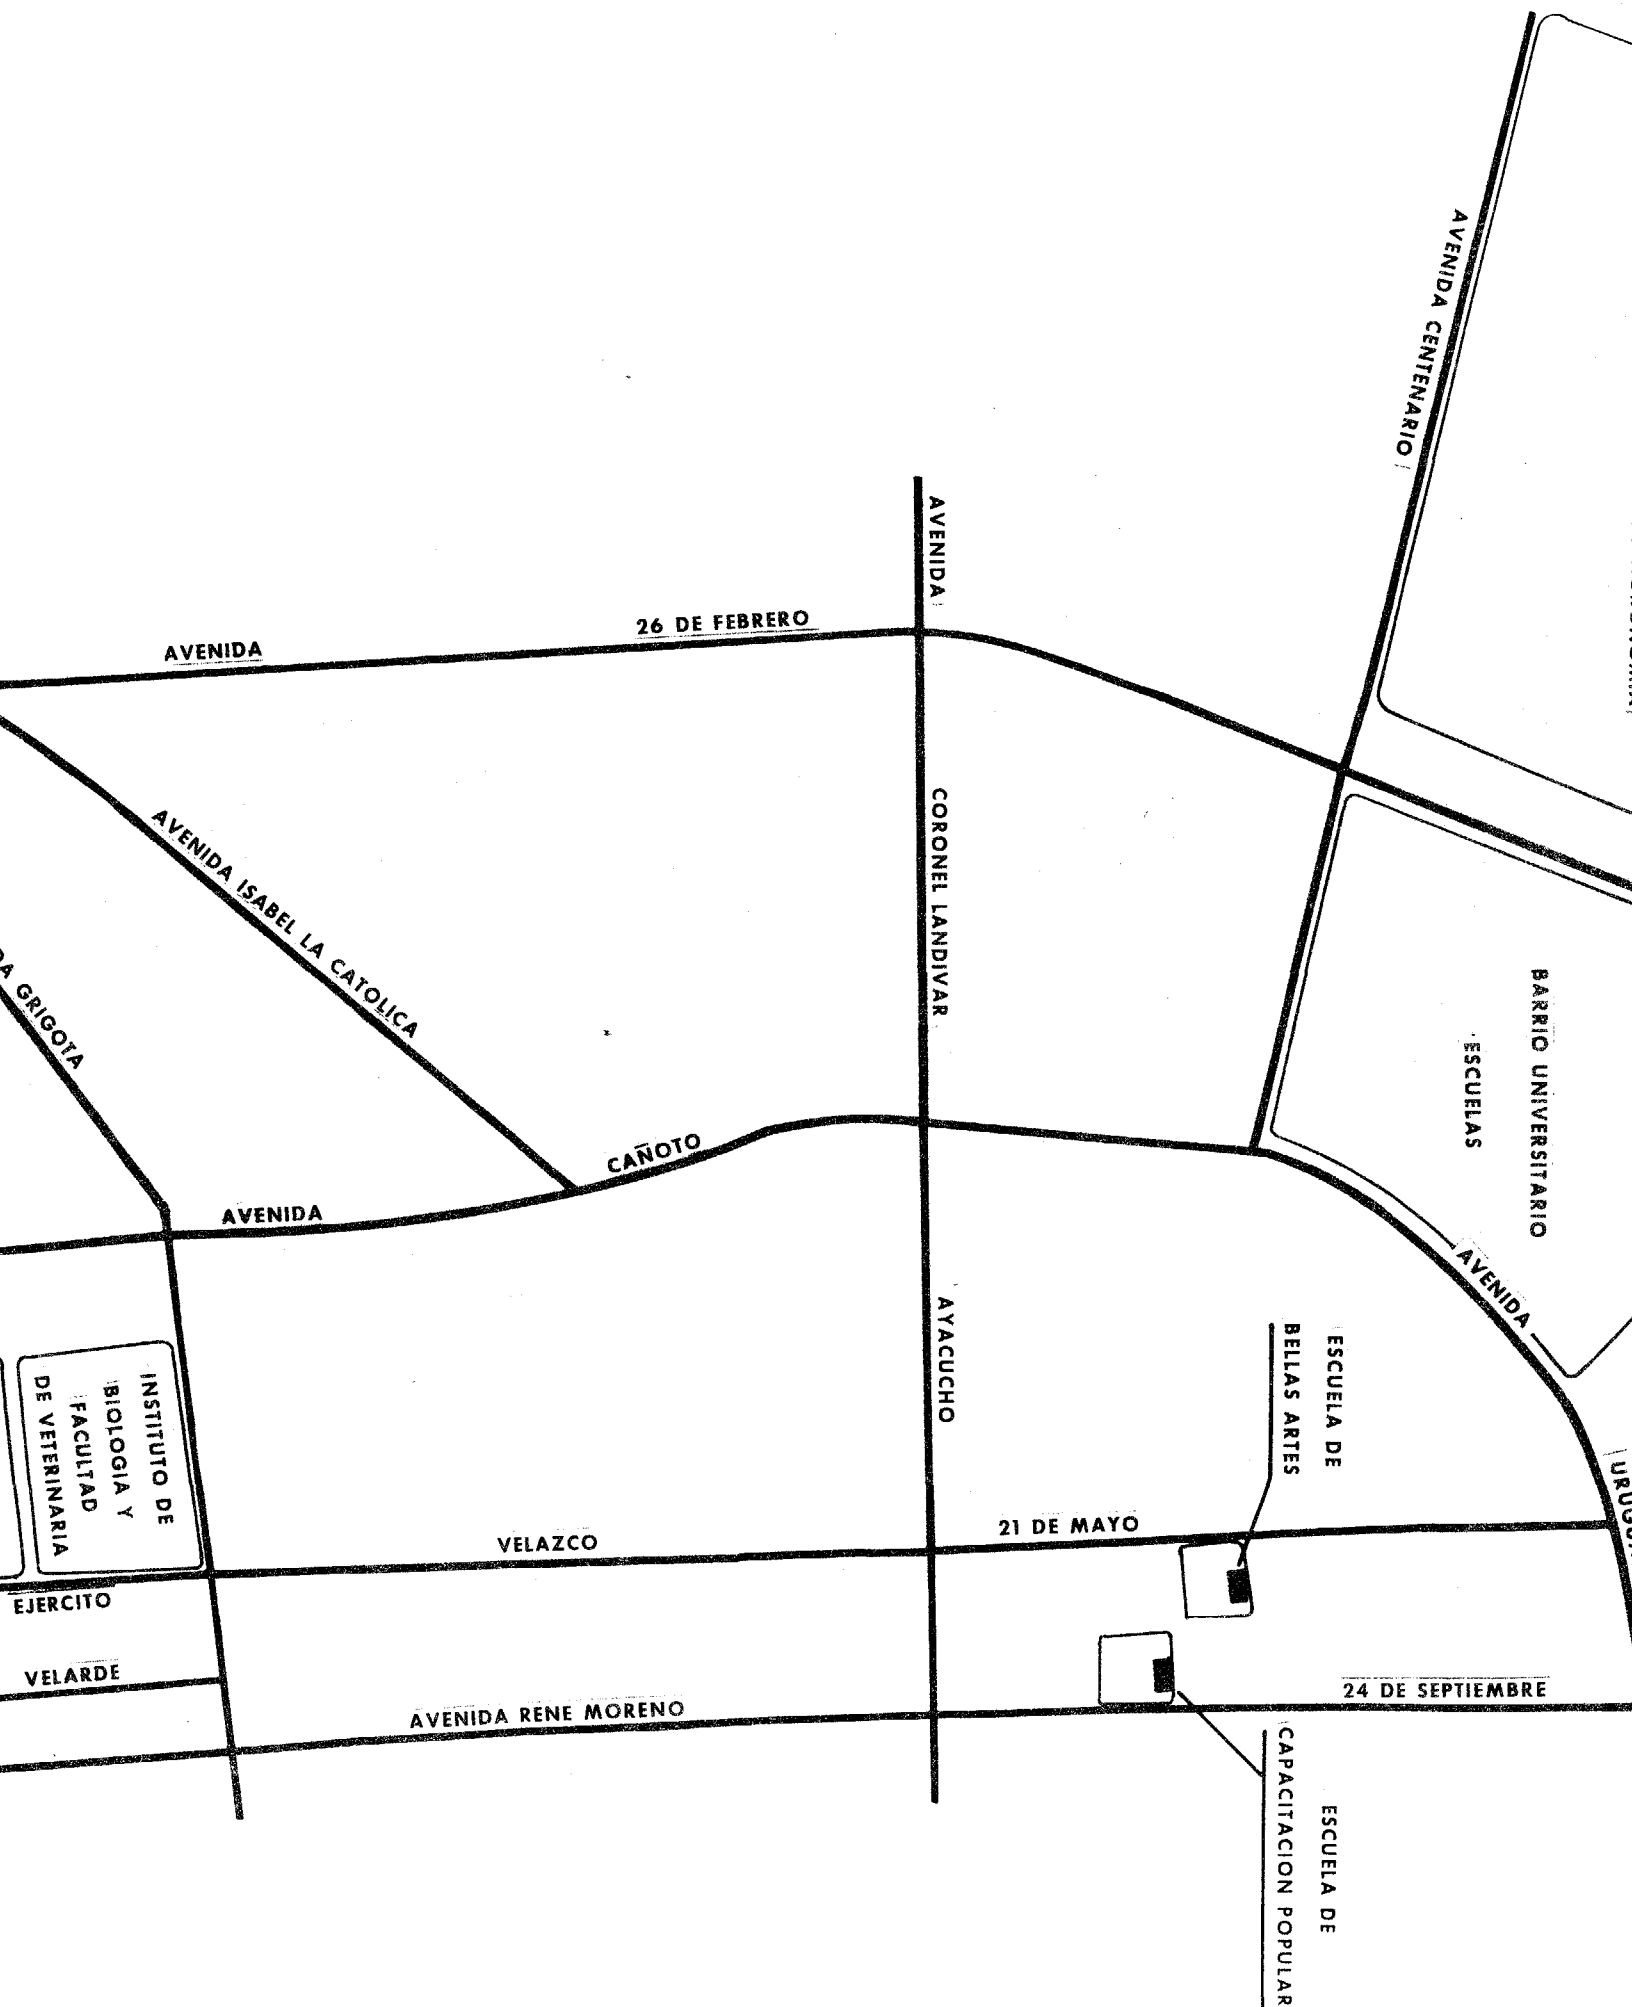 AVENIDA CENTENARIO
AVENIDA
26 DE FEBRERO
AVENIDA
CORONEL LANDIVAR
AVENIDA ISABEL LA CATOLICA
GRIGOTA
AVENIDA
CAÑOTO
BARRIO UNIVERSITARIO
ESCUELAS
AVENIDA
AYACUCHO
ESCUELA DE
BELLAS ARTES
INSTITUTO DE
BIOLOGIA Y
FACULTAD
DE VETERINARIA
21 DE MAYO
VELAZCO
EJERCITO
VELARDE
AVENIDA RENE MORENO
24 DE SEPTIEMBRE
ESCUELA DE
CAPACITACION POPULAR